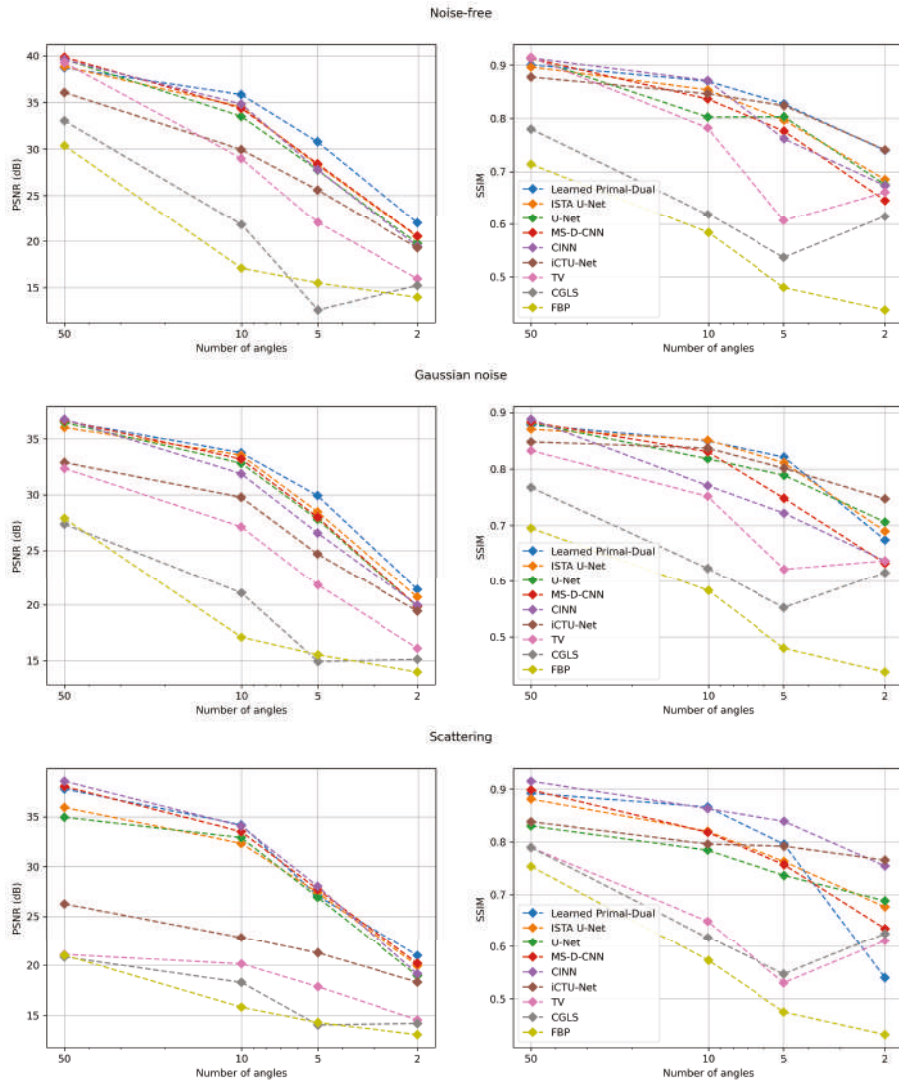 Noise-free
40
35
30
25
20
15
PSNR (dB)
50
10
5
2
Number of angles
0.9
0.8
0.7
0.6
0.5
SSIM
Learned Primal-Dual
ISTA U-Net
U-Net
MS-D-CNN
CINN
iCTU-Net
TV
CGLS
FBP
50
10
5
2
Number of angles
Gaussian noise
35
30
25
20
15
PSNR (dB)
50
10
5
2
Number of angles
0.9
0.8
0.7
0.6
0.5
SSIM
Learned Primal-Dual
ISTA U-Net
U-Net
MS-D-CNN
CINN
iCTU-Net
TV
CGLS
FBP
50
10
5
2
Number of angles
Scattering
35
30
25
20
15
PSNR (dB)
50
10
5
2
Number of angles
0.9
0.8
0.7
0.6
0.5
SSIM
Learned Primal-Dual
ISTA U-Net
U-Net
MS-D-CNN
CINN
iCTU-Net
TV
CGLS
FBP
50
10
5
2
Number of angles